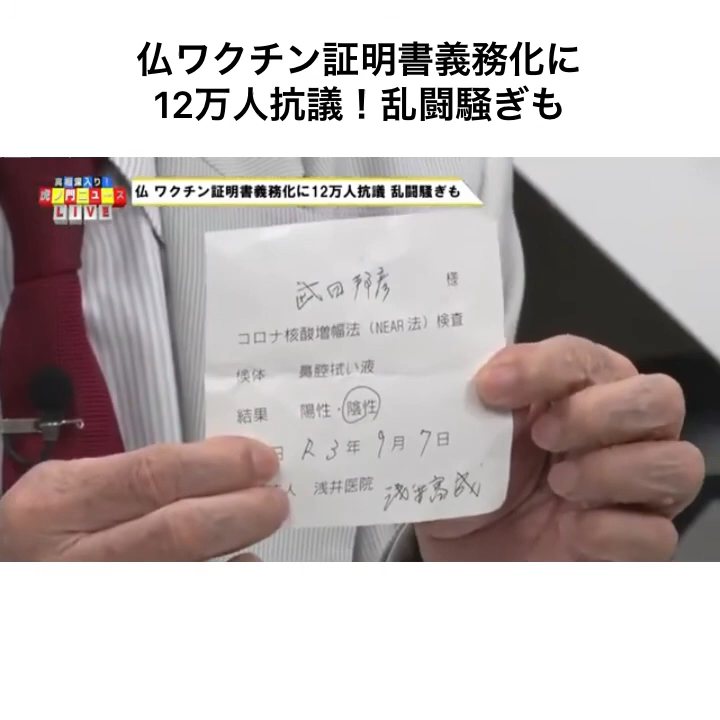 仏ワクチン証明書義務化に
12万人抗議!乱闘騒ぎも
虎ノ門ニュース
LIVE
仏 ワクチン証明書義務化に12万人抗議 乱闘騒ぎも
武田邦彦 様
コロナ核酸増幅法(NEAR法)検査
検体 鼻腔拭い液
結果 陽性・陰性
日 R3年9月7日
人 浅井医院